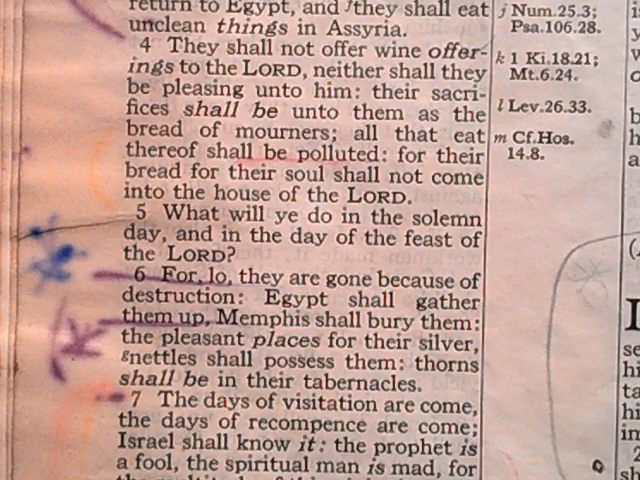 return to Egypt, and they shall eat
unclean things in Assyria.
4 They shall not offer wine offer-
ings to the LORD, neither shall they
be pleasing unto him: their sacri-
fices shall be unto them as the
bread of mourners; all that eat
thereof shall be polluted: for their
bread for their soul shall not come
into the house of the LORD.
5 What will ye do in the solemn
day, and in the day of the feast of
the LORD?
6 For, lo, they are gone because of
destruction: Egypt shall gather
them up, Memphis shall bury them:
the pleasant places for their silver,
gnettles shall possess them: thorns
shall be in their tabernacles.
7 The days of visitation are come,
the days of recompence are come;
Israel shall know it: the prophet is
a fool, the spiritual man is mad, for
j Num.25.3;
Psa.106.28.
k 1 Ki.18.21;
Mt.6.24.
l Lev.26.33.
m Cf.Hos.
14.8.